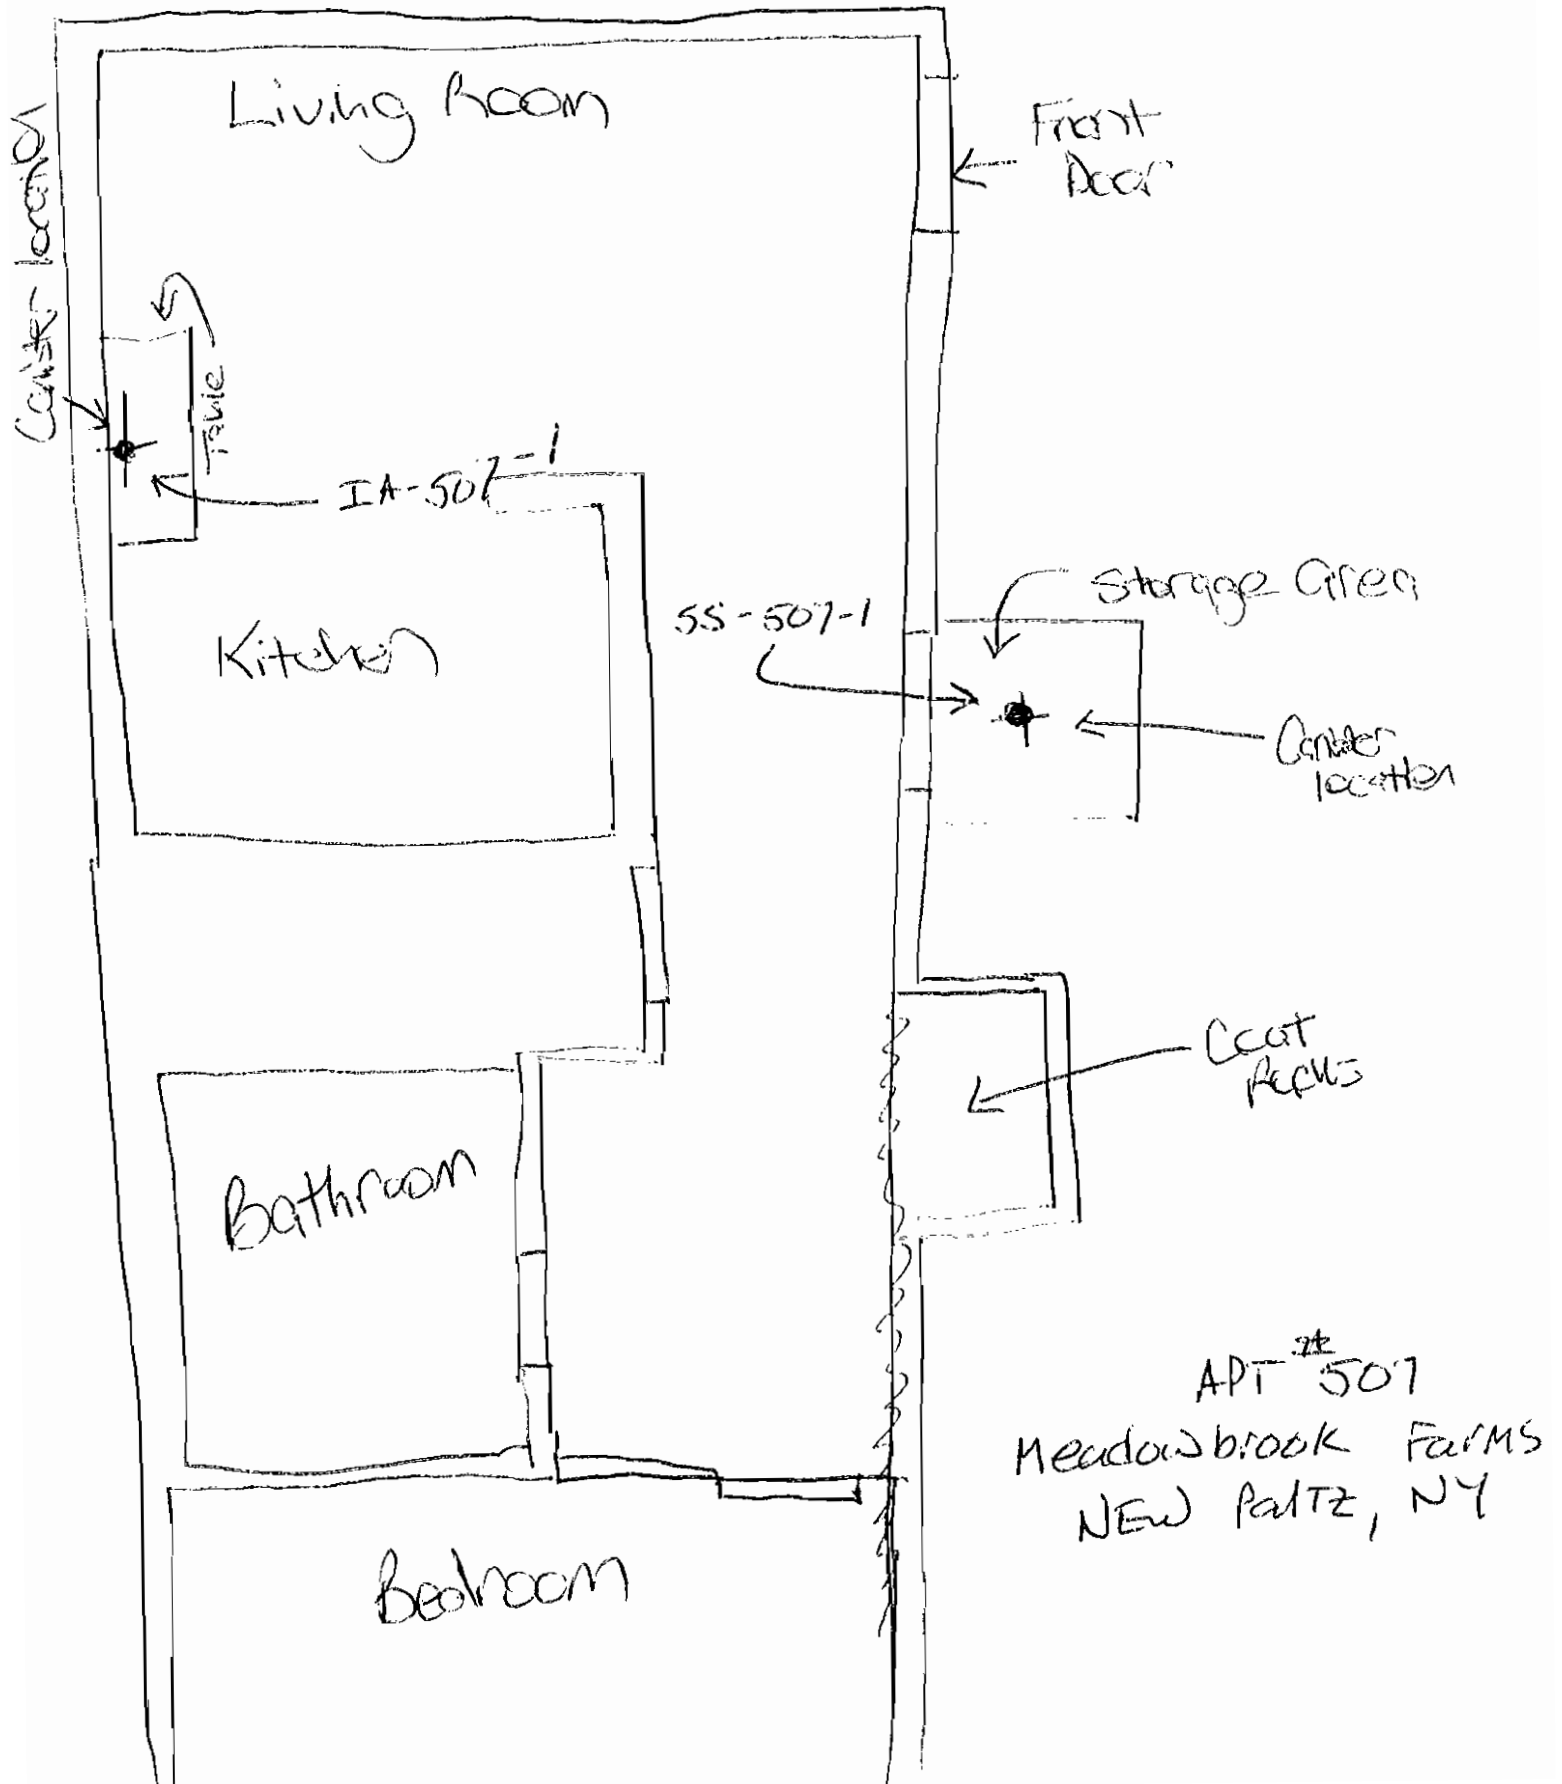 Living Room
Front
Door
Canister location
Table
IA-507-1
Storage Area
SS-507-1
Kitchen
Canister
location
Coat
Racks
Bathroom
APT #507
Meadowbrook Farms
NEW Paltz, NY
Bedroom